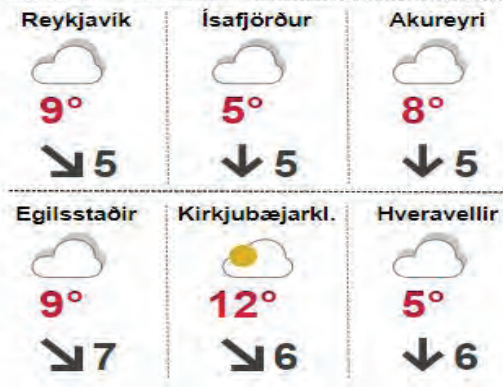 Reykjavík Ísafjörður Akureyri
9° 5° 8°
5 5 5
Egilsstaðir Kirkjubæjarkl. Hveravellir
9° 12° 5°
7 6 6